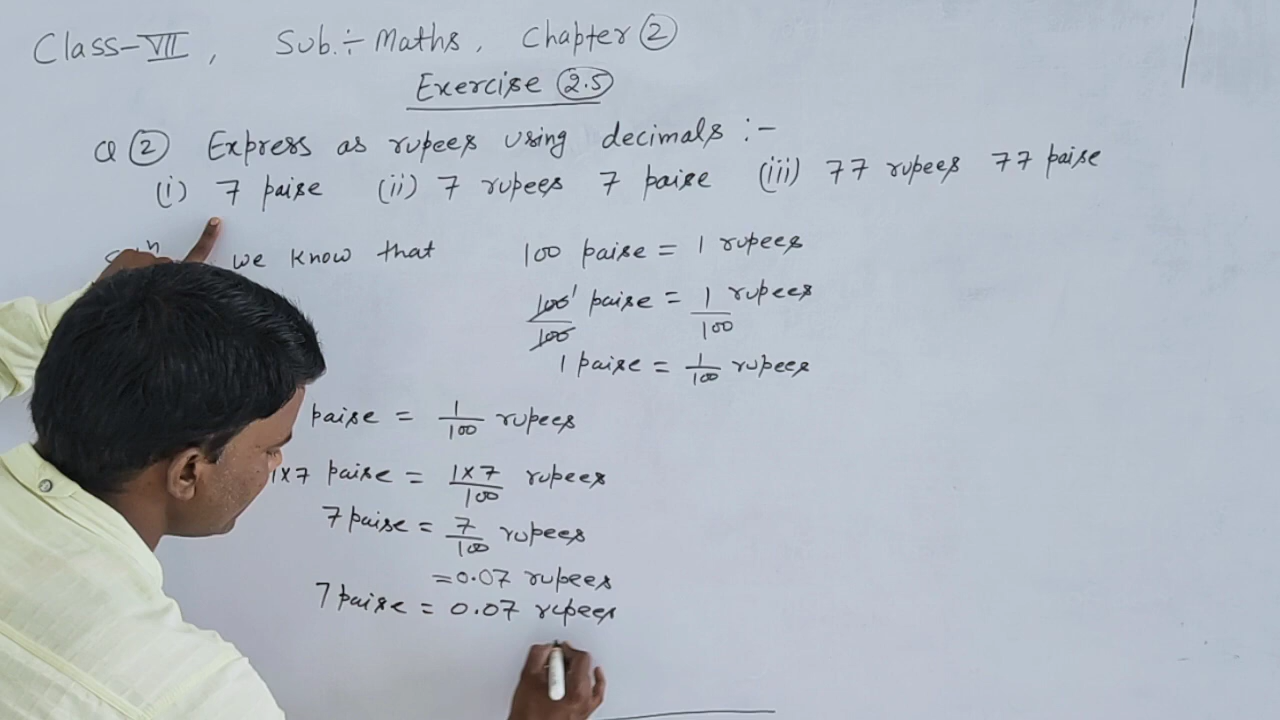 Class-VII, Sub.÷Maths, Chapter 2
Exercise 2.5
Q 2 Express as rupees using decimals :-
(i) 7 paise (ii) 7 rupees 7 paise (iii) 77 rupees 77 paise
we know that 100 paise = 1 rupees
100/100 1 paise = 1/100 rupees
1 paise = 1/100 rupees
paise = 1/100 rupees
1×7 paise = 1×7/100 rupees
7 paise = 7/100 rupees
=0.07 rupees
7 paise = 0.07 rupees